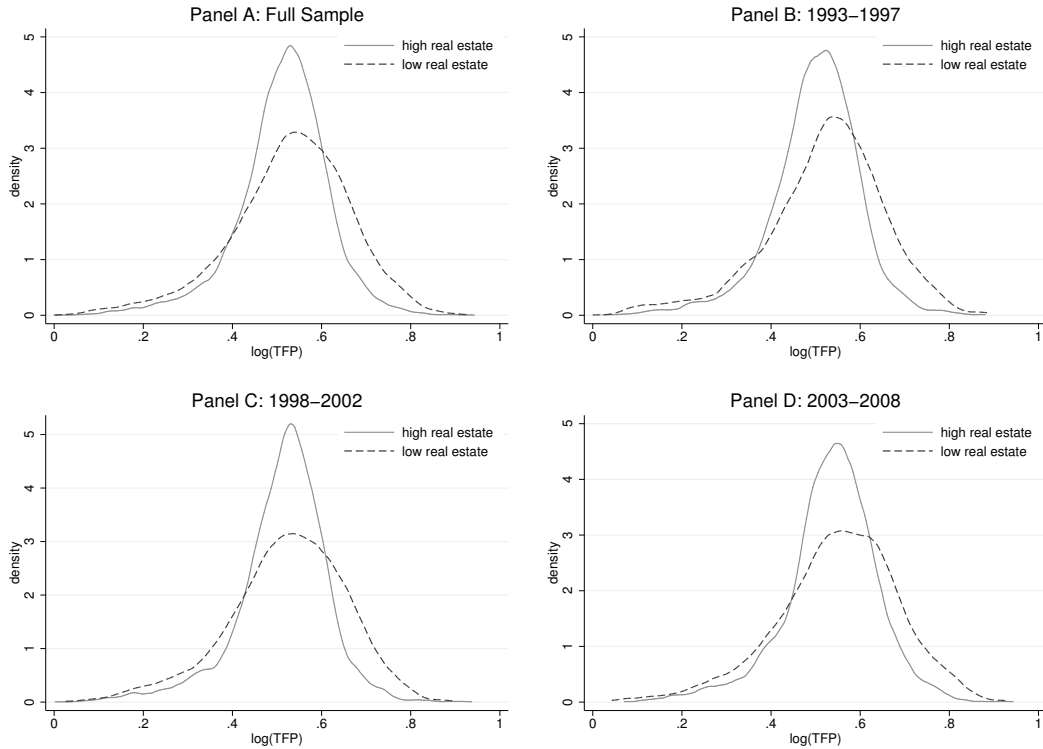 Panel A: Full Sample
high real estate
low real estate
density
0
1
2
3
4
5
0
.2
.4
.6
.8
1
log(TFP)
Panel B: 1993−1997
high real estate
low real estate
density
0
1
2
3
4
5
0
.2
.4
.6
.8
1
log(TFP)
Panel C: 1998−2002
high real estate
low real estate
density
0
1
2
3
4
5
0
.2
.4
.6
.8
1
log(TFP)
Panel D: 2003−2008
high real estate
low real estate
density
0
1
2
3
4
5
0
.2
.4
.6
.8
1
log(TFP)